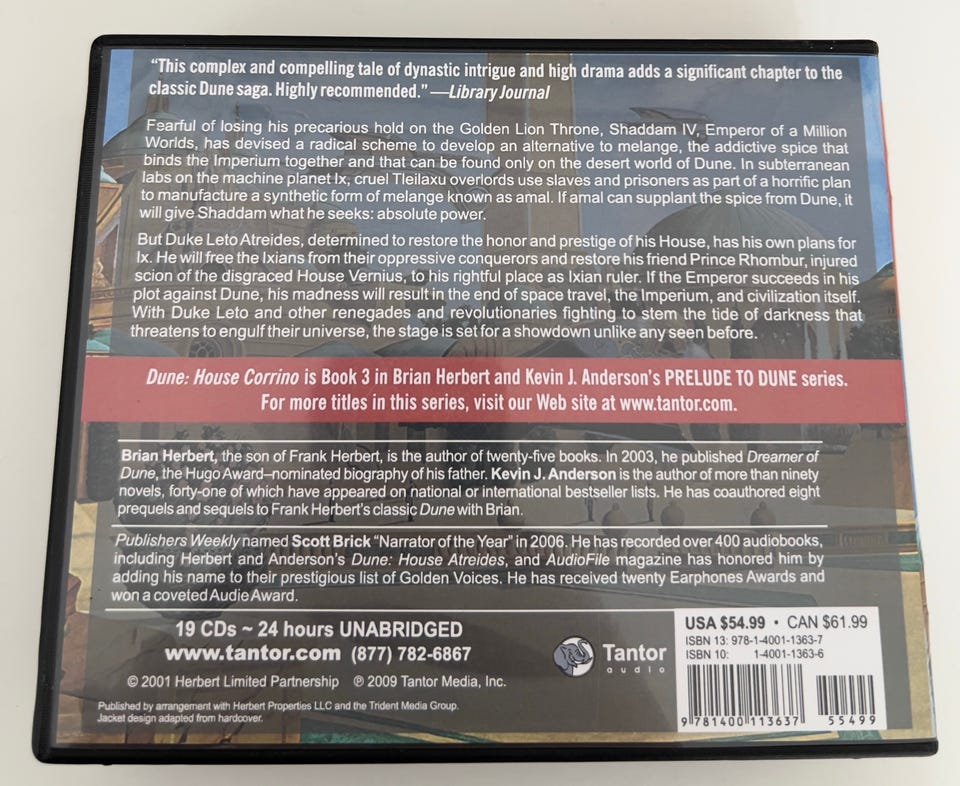 “This complex and compelling tale of dynastic intrigue and high drama adds a significant chapter to the
classic Dune saga. Highly recommended.” —Library Journal
Fearful of losing his precarious hold on the Golden Lion Throne, Shaddam IV, Emperor of a Million
Worlds, has devised a radical scheme to develop an alternative to melange, the addictive spice that
binds the Imperium together and that can be found only on the desert world of Dune. In subterranean
labs on the machine planet Ix, cruel Tleilaxu overlords use slaves and prisoners as part of a horrific plan
to manufacture a synthetic form of melange known as amal. If amal can supplant the spice from Dune, it
will give Shaddam what he seeks: absolute power.
But Duke Leto Atreides, determined to restore the honor and prestige of his House, has his own plans for
Ix. He will free the Ixians from their oppressive conquerors and restore his friend Prince Rhombur, injured
scion of the disgraced House Vernius, to his rightful place as Ixian ruler. If the Emperor succeeds in his
plot against Dune, his madness will result in the end of space travel, the Imperium, and civilization itself.
With Duke Leto and other renegades and revolutionaries fighting to stem the tide of darkness that
threatens to engulf their universe, the stage is set for a showdown unlike any seen before.
Dune: House Corrino is Book 3 in Brian Herbert and Kevin J. Anderson’s PRELUDE TO DUNE series.
For more titles in this series, visit our Web site at www.tantor.com.
Brian Herbert, the son of Frank Herbert, is the author of twenty-five books. In 2003, he published Dreamer of
Dune, the Hugo Award–nominated biography of his father. Kevin J. Anderson is the author of more than ninety
novels, forty-one of which have appeared on national or international bestseller lists. He has coauthored eight
prequels and sequels to Frank Herbert’s classic Dune with Brian.
Publishers Weekly named Scott Brick “Narrator of the Year” in 2006. He has recorded over 400 audiobooks,
including Herbert and Anderson’s Dune: House Atreides, and AudioFile magazine has honored him by
adding his name to their prestigious list of Golden Voices. He has received twenty Earphones Awards and
won a coveted Audie Award.
19 CDs ~ 24 hours UNABRIDGED
www.tantor.com (877) 782-6867
© 2001 Herbert Limited Partnership ℗ 2009 Tantor Media, Inc.
Published by arrangement with Herbert Properties LLC and the Trident Media Group.
Jacket design adapted from hardcover.
Tantor
audio
USA $54.99 • CAN $61.99
ISBN 13: 978-1-4001-1363-7
ISBN 10: 1-4001-1363-6
9 781400 113637
55499